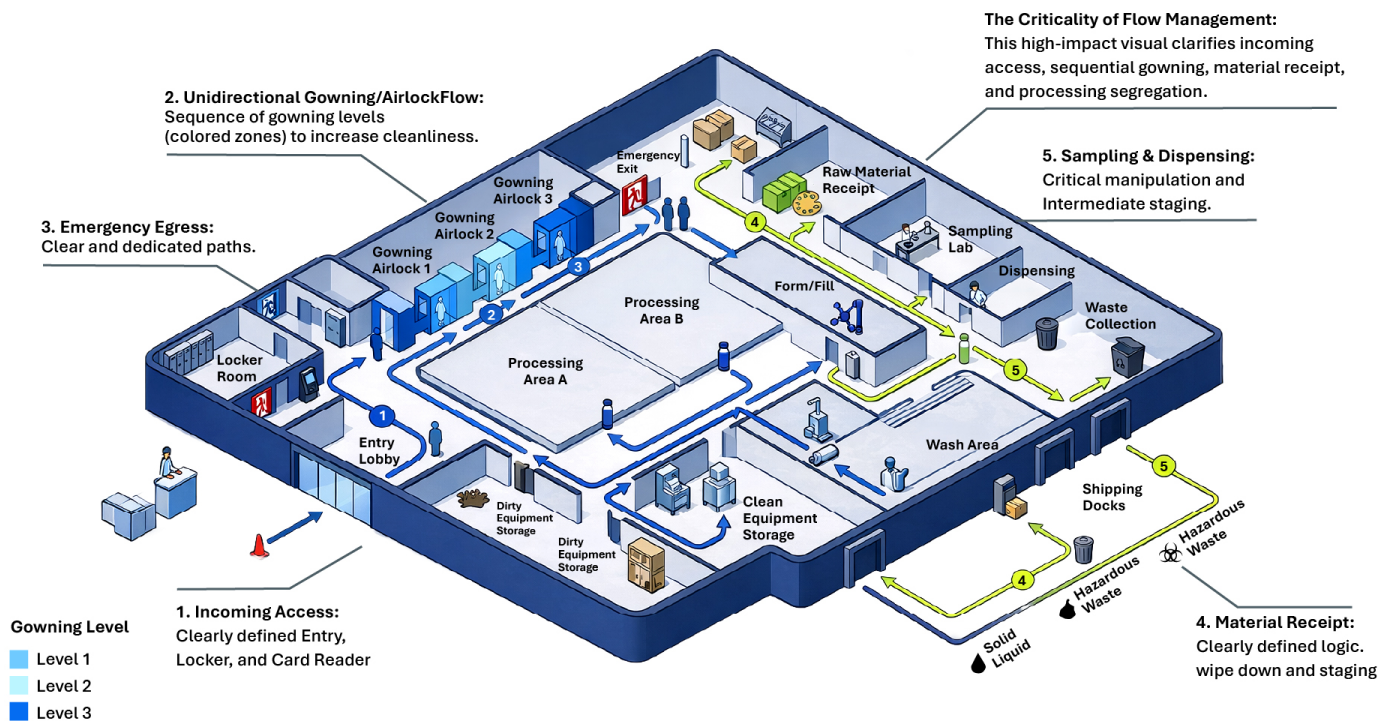 The Criticality of Flow Management:
This high-impact visual clarifies incoming
access, sequential gowning, material receipt,
and processing segregation.
2. Unidirectional Gowning/AirlockFlow:
Sequence of gowning levels
(colored zones) to increase cleanliness.
5. Sampling & Dispensing:
Critical manipulation and
Intermediate staging.
3. Emergency Egress:
Clear and dedicated paths.
Emergency
Exit
Gowning
Airlock 3
Gowning
Airlock 2
Gowning
Airlock 1
Raw Material
Receipt
Sampling
Lab
Dispensing
Waste
Collection
Form/Fill
Processing
Area B
Processing
Area A
Locker
Room
Entry
Lobby
Wash Area
Dirty
Equipment
Storage
Dirty
Equipment
Storage
Clean
Equipment
Storage
Shipping
Docks
1
2
3
4
5
5
4
Hazardous
Waste
Hazardous
Waste
Solid
Liquid
1. Incoming Access:
Clearly defined Entry,
Locker, and Card Reader
4. Material Receipt:
Clearly defined logic.
wipe down and staging
Gowning Level
Level 1
Level 2
Level 3